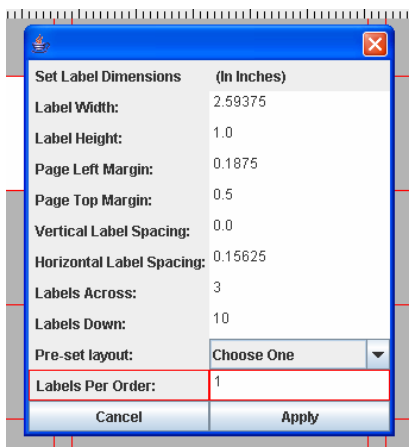 Set Label Dimensions (In Inches)
Label Width: 2.59375
Label Height: 1.0
Page Left Margin: 0.1875
Page Top Margin: 0.5
Vertical Label Spacing: 0.0
Horizontal Label Spacing: 0.15625
Labels Across: 3
Labels Down: 10
Pre-set layout: Choose One
Labels Per Order: 1
Cancel Apply